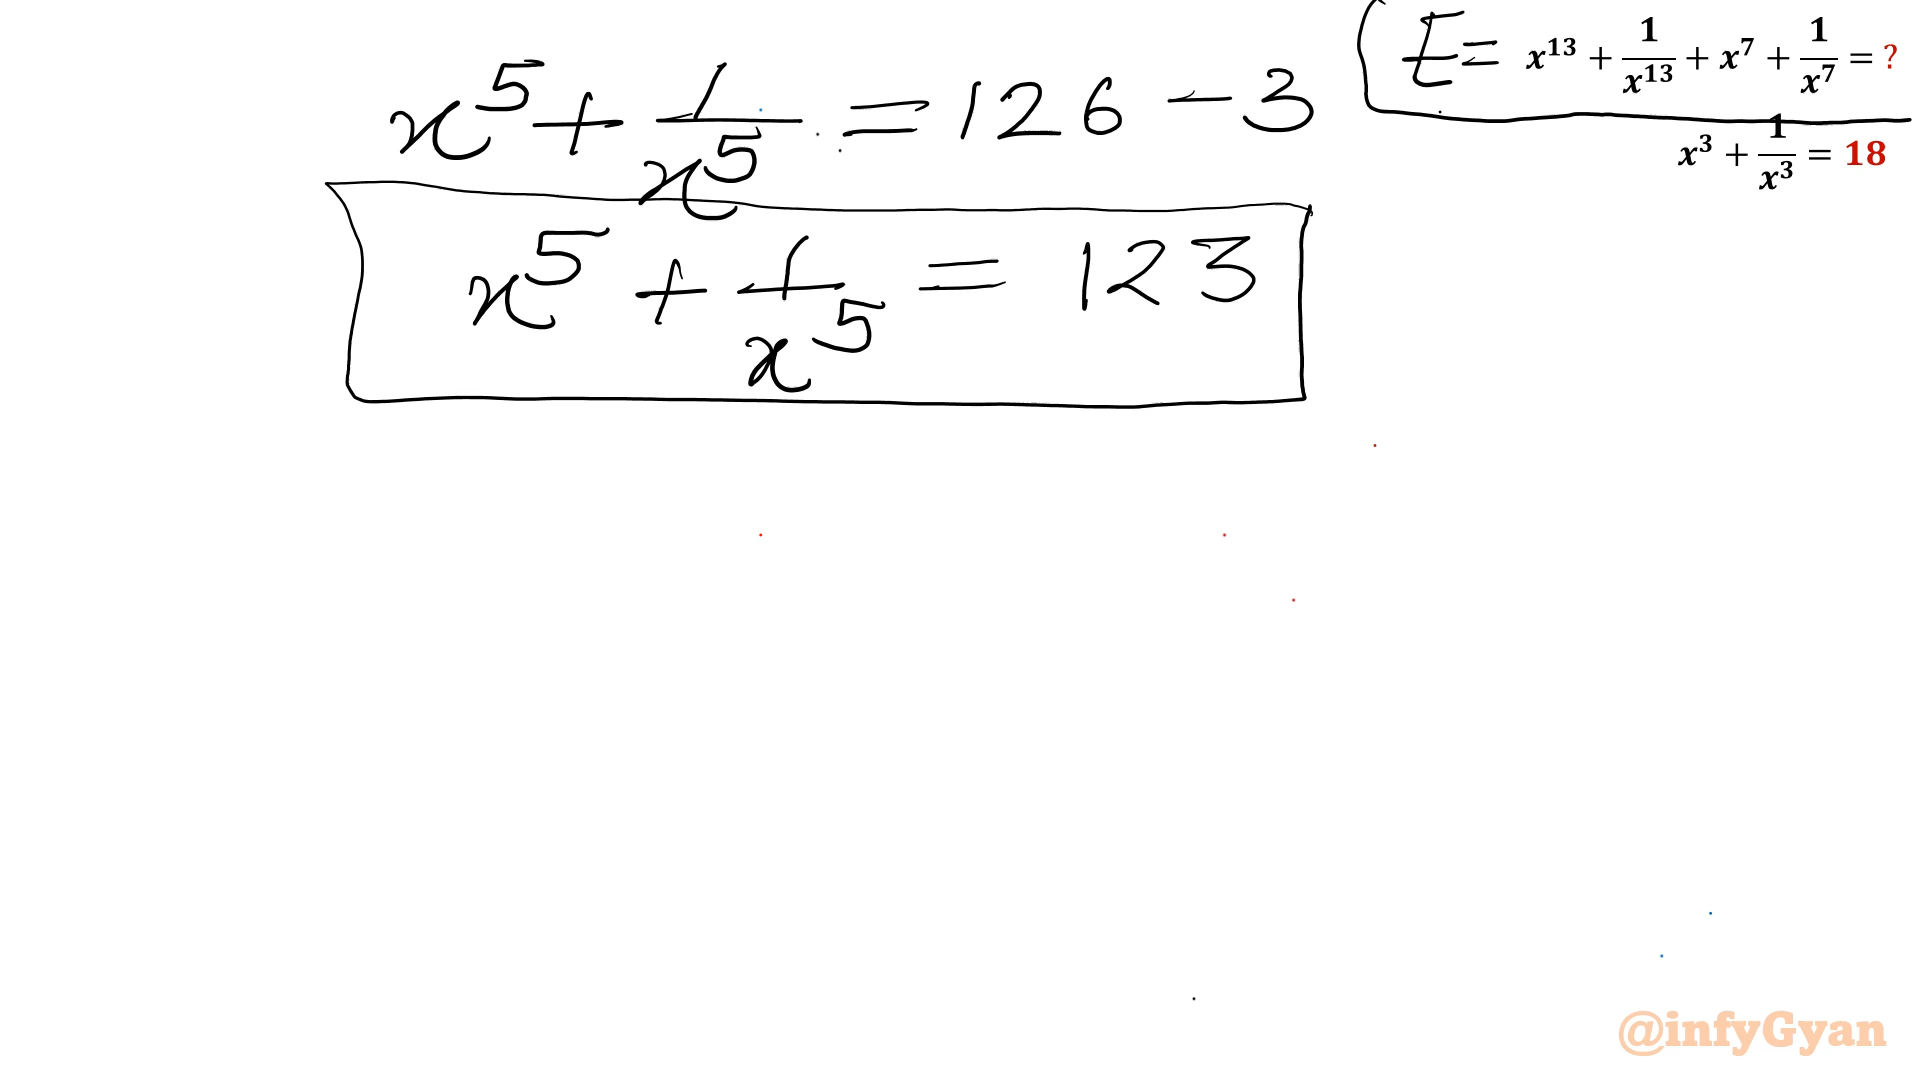 E = x¹³ + 1/x¹³ + x⁷ + 1/x⁷ = ?
x³ + 1/x³ = 18
x⁵ + 1/x⁵ = 126 - 3
x⁵ + 1/x⁵ = 123
@infyGyan